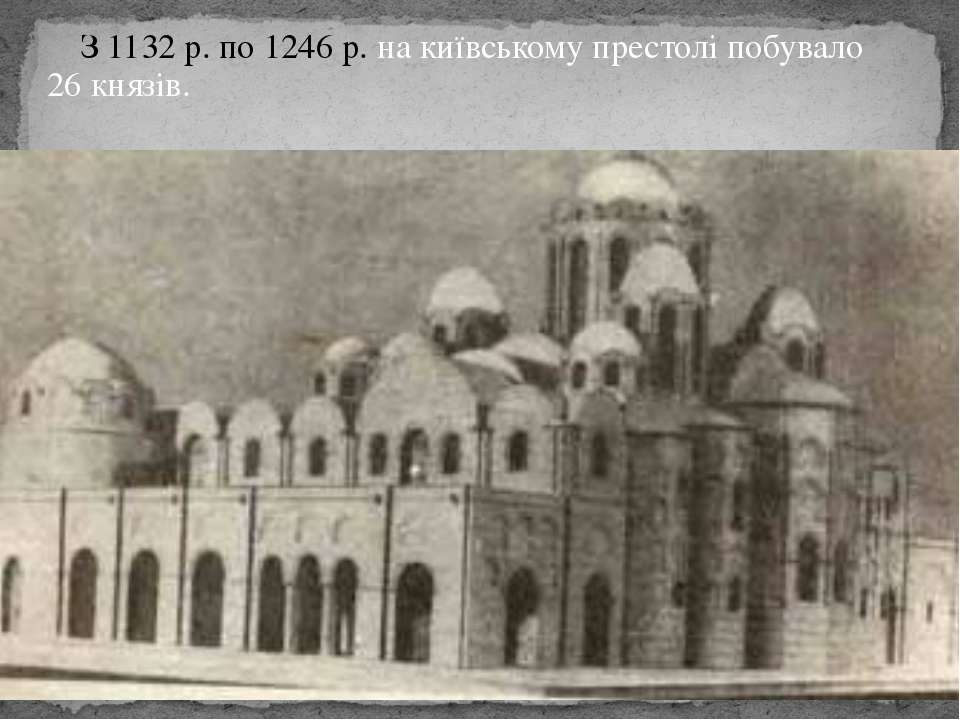 З 1132 р. по 1246 р. на київському престолі побувало
26 князів.